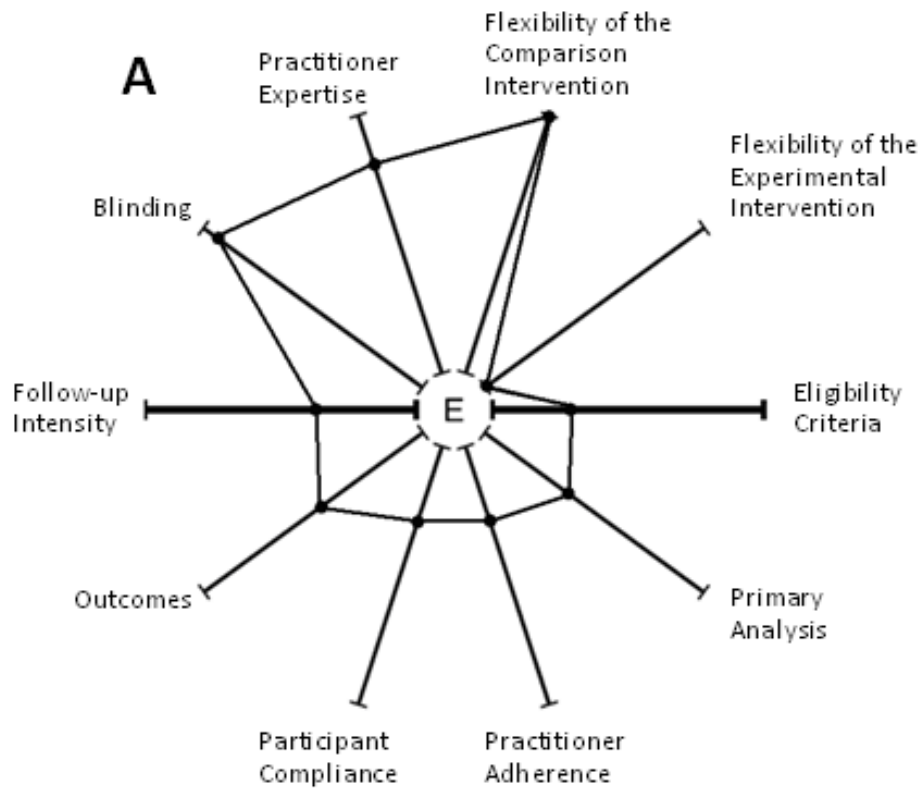 A
Practitioner
Expertise
Flexibility of the
Comparison
Intervention
Flexibility of the
Experimental
Intervention
Blinding
Follow-up
Intensity
E
Eligibility
Criteria
Outcomes
Primary
Analysis
Participant
Compliance
Practitioner
Adherence